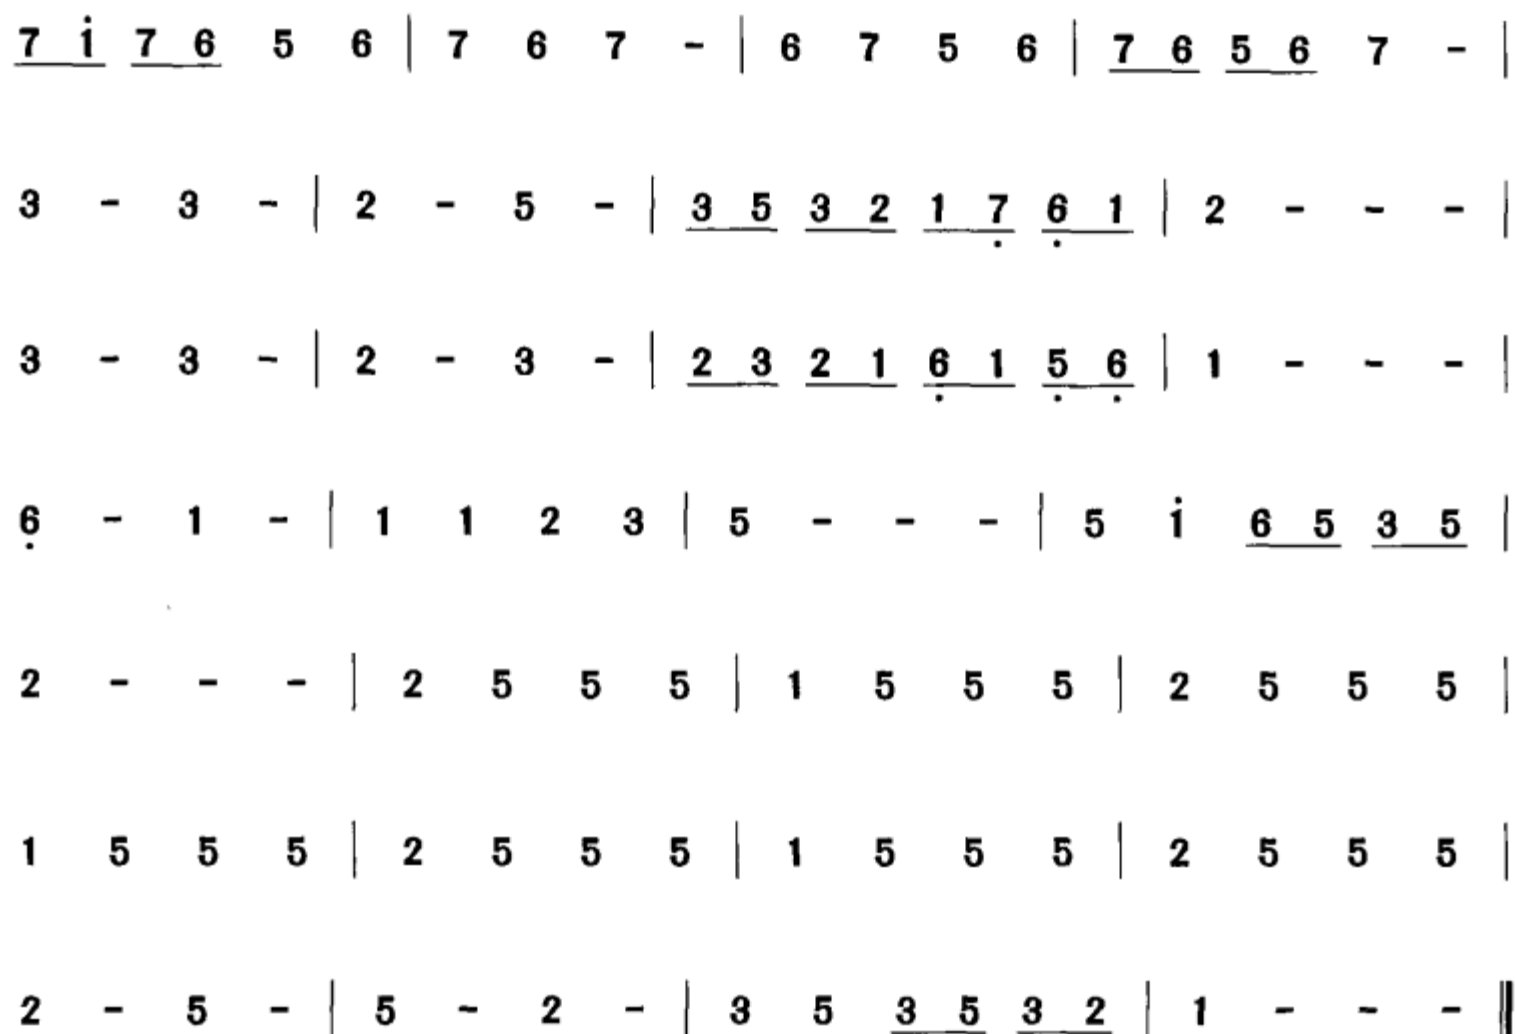 7 i 7 6 5 6 | 7 6 7 - | 6 7 5 6 | 7 6 5 6 7 - |
3 - 3 - | 2 - 5 - | 3 5 3 2 1 7 6 1 | 2 - - - |
3 - 3 - | 2 - 3 - | 2 3 2 1 6 1 5 6 | 1 - - - |
6 - 1 - | 1 1 2 3 | 5 - - - | 5 i 6 5 3 5 |
2 - - - | 2 5 5 5 | 1 5 5 5 | 2 5 5 5 |
1 5 5 5 | 2 5 5 5 | 1 5 5 5 | 2 5 5 5 |
2 - 5 - | 5 - 2 - | 3 5 3 5 3 2 | 1 - - - ‖